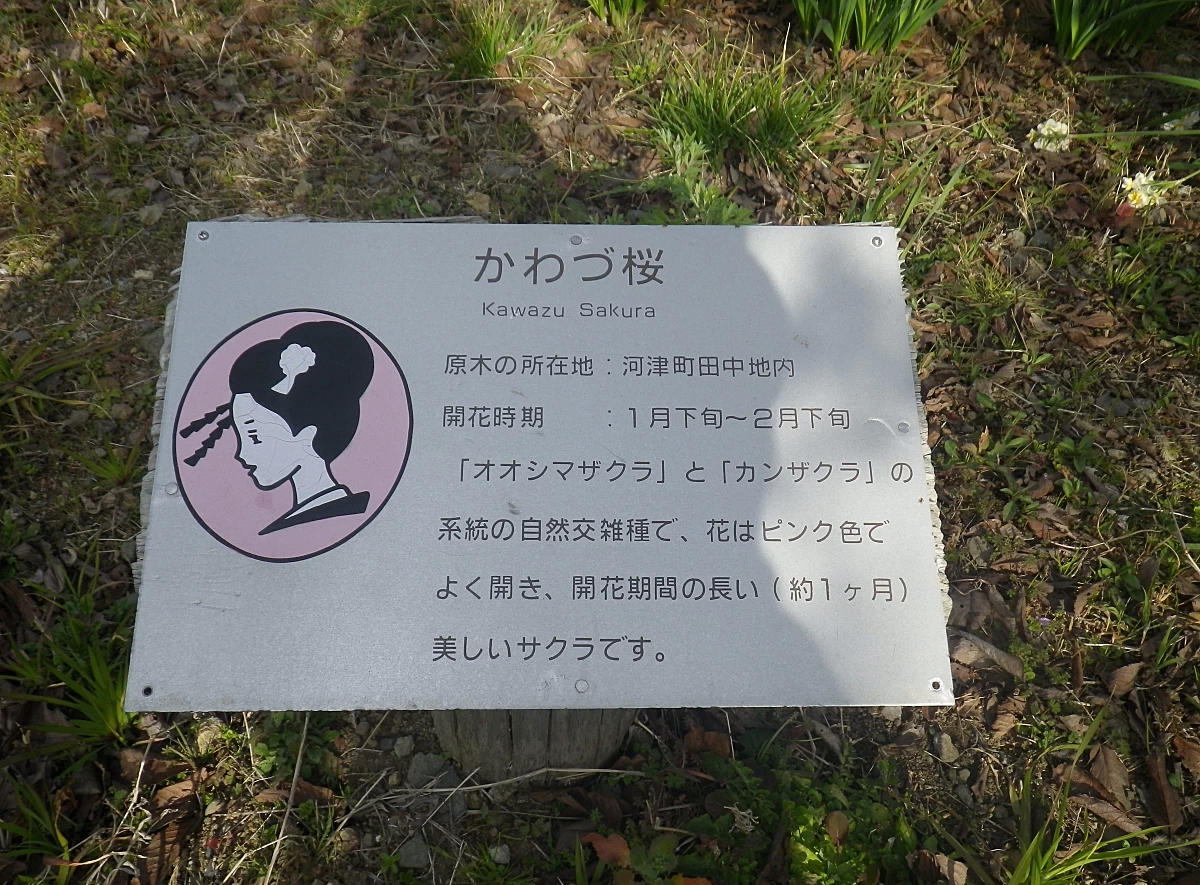 かわづ桜
Kawazu Sakura
原木の所在地：河津町田中地内
開花時期　　：１月下旬～２月下旬
「オオシマザクラ」と「カンザクラ」の
系統の自然交雑種で、花はピンク色で
よく開き、開花期間の長い（約１ヶ月）
美しいサクラです。